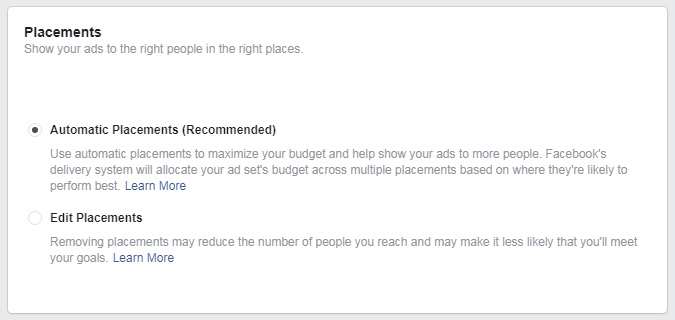 Placements
Show your ads to the right people in the right places.
Automatic Placements (Recommended)
Use automatic placements to maximize your budget and help show your ads to more people. Facebook's
delivery system will allocate your ad set's budget across multiple placements based on where they're likely to
perform best. Learn More
Edit Placements
Removing placements may reduce the number of people you reach and may make it less likely that you'll meet
your goals. Learn More